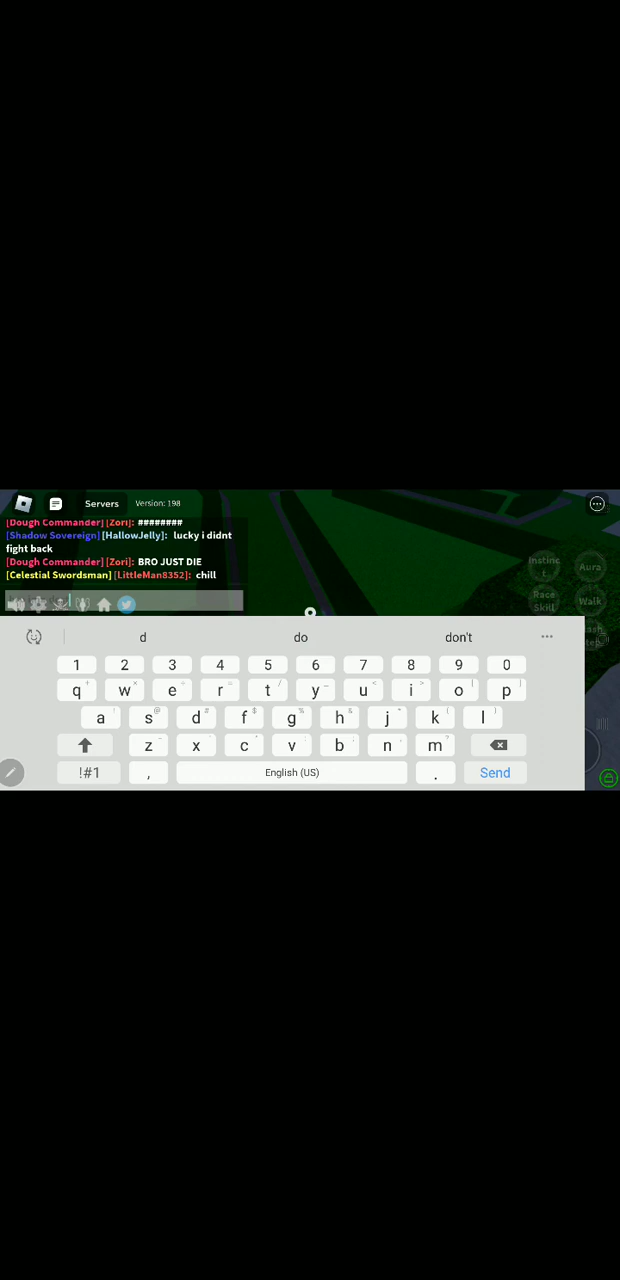 Servers Version: 198
[Dough Commander] [Zori]: ########
[Shadow Sovereign] [HallowJelly]: lucky i didnt
fight back
[Dough Commander] [Zori]: BRO JUST DIE
[Celestial Swordsman] [LittleMan8352]: chill
Instinc
t
Aura
Race
Skill
Walk
d do don't
1 2 3 4 5 6 7 8 9 0
q w e r t y u i o p
a s d f g h j k l
z x c v b n m
!#1 , English (US) . Send